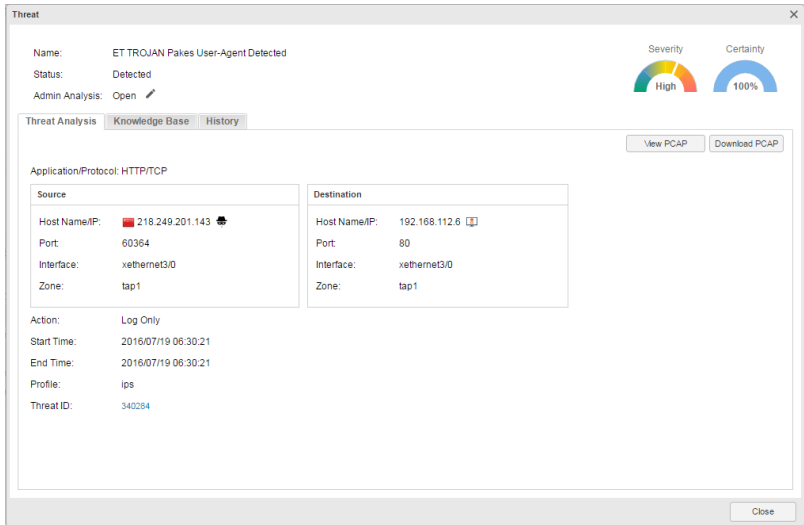 Threat
Name: ET TROJAN Pakes User-Agent Detected
Status: Detected
Admin Analysis: Open
Severity
High
Certainty
100%
Threat Analysis Knowledge Base History
View PCAP Download PCAP
Application/Protocol: HTTP/TCP
Source
Host Name/IP: 218.249.201.143
Port: 60364
Interface: xethernet3/0
Zone: tap1
Destination
Host Name/IP: 192.168.112.6
Port: 80
Interface: xethernet3/0
Zone: tap1
Action: Log Only
Start Time: 2016/07/19 06:30:21
End Time: 2016/07/19 06:30:21
Profile: ips
Threat ID: 340284
Close